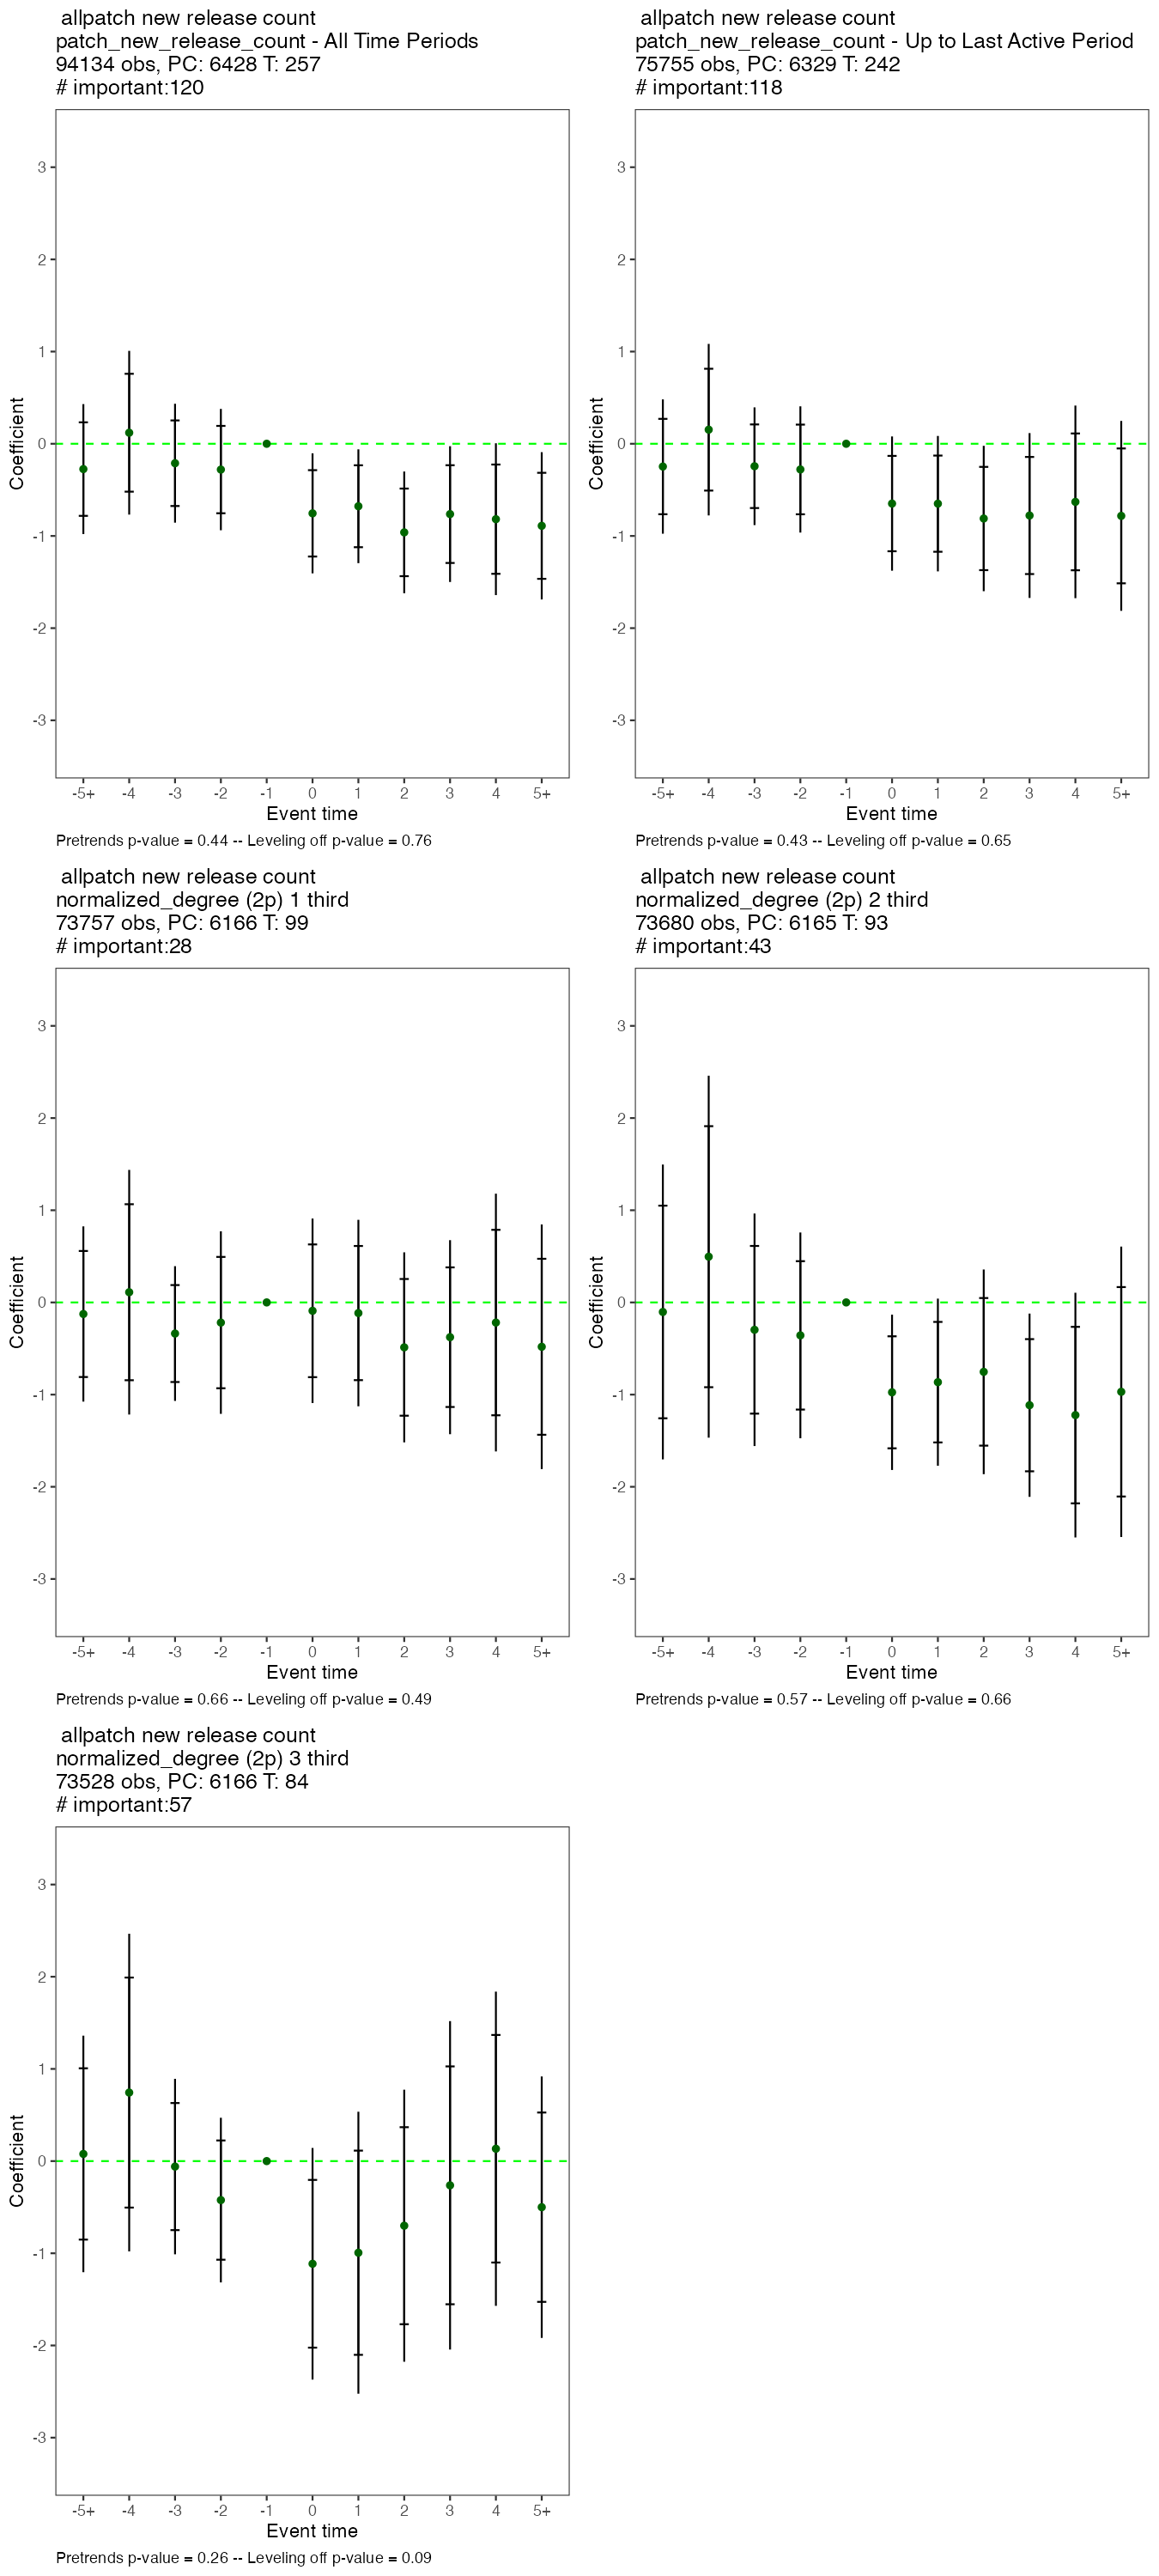 allpatch new release count
patch_new_release_count - All Time Periods
94134 obs, PC: 6428 T: 257
# important:120
3
2
1
0
-1
-2
-3
Coefficient
-5+ -4 -3 -2 -1 0 1 2 3 4 5+
Event time
Pretrends p-value = 0.44 -- Leveling off p-value = 0.76
allpatch new release count
patch_new_release_count - Up to Last Active Period
75755 obs, PC: 6329 T: 242
# important:118
3
2
1
0
-1
-2
-3
Coefficient
-5+ -4 -3 -2 -1 0 1 2 3 4 5+
Event time
Pretrends p-value = 0.43 -- Leveling off p-value = 0.65
allpatch new release count
normalized_degree (2p) 1 third
73757 obs, PC: 6166 T: 99
# important:28
3
2
1
0
-1
-2
-3
Coefficient
-5+ -4 -3 -2 -1 0 1 2 3 4 5+
Event time
Pretrends p-value = 0.66 -- Leveling off p-value = 0.49
allpatch new release count
normalized_degree (2p) 2 third
73680 obs, PC: 6165 T: 93
# important:43
3
2
1
0
-1
-2
-3
Coefficient
-5+ -4 -3 -2 -1 0 1 2 3 4 5+
Event time
Pretrends p-value = 0.57 -- Leveling off p-value = 0.66
allpatch new release count
normalized_degree (2p) 3 third
73528 obs, PC: 6166 T: 84
# important:57
3
2
1
0
-1
-2
-3
Coefficient
-5+ -4 -3 -2 -1 0 1 2 3 4 5+
Event time
Pretrends p-value = 0.26 -- Leveling off p-value = 0.09